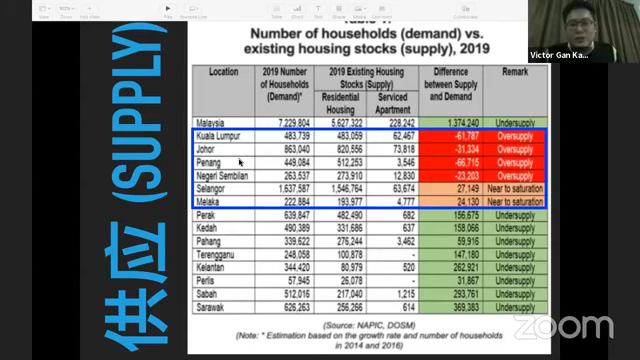 Number of households (demand) vs.
existing housing stocks (supply), 2019
Location 2019 Number of Households (Demand)* 2019 Existing Housing Stocks (Supply) Difference between Supply and Demand Remark
Residential Housing Serviced Apartment
Malaysia 7,229,804 5,627,322 228,242 1,374,240 Undersupply
Kuala Lumpur 483,739 483,059 62,467 -61,787 Oversupply
Johor 863,040 820,556 73,818 -31,334 Oversupply
Penang 449,084 512,253 3,546 -66,715 Oversupply
Negeri Sembilan 263,537 273,910 12,830 -23,203 Oversupply
Selangor 1,637,587 1,546,764 63,674 27,149 Near to saturation
Melaka 222,884 193,977 4,777 24,130 Near to saturation
Perak 639,847 482,490 682 156,675 Undersupply
Kedah 490,389 331,686 637 158,066 Undersupply
Pahang 339,622 276,244 3,462 59,916 Undersupply
Terengganu 248,058 100,878 - 147,180 Undersupply
Kelantan 344,420 80,979 520 262,921 Undersupply
Perlis 57,945 26,078 - 31,867 Undersupply
Sabah 512,016 217,040 1,215 293,761 Undersupply
Sarawak 626,263 256,266 614 369,383 Undersupply
(Source: NAPIC, DOSM)
(Note: * Estimation based on the growth rate and number of households
in 2014 and 2016)
供应 (SUPPLY)
Victor Gan Ka...
zoom